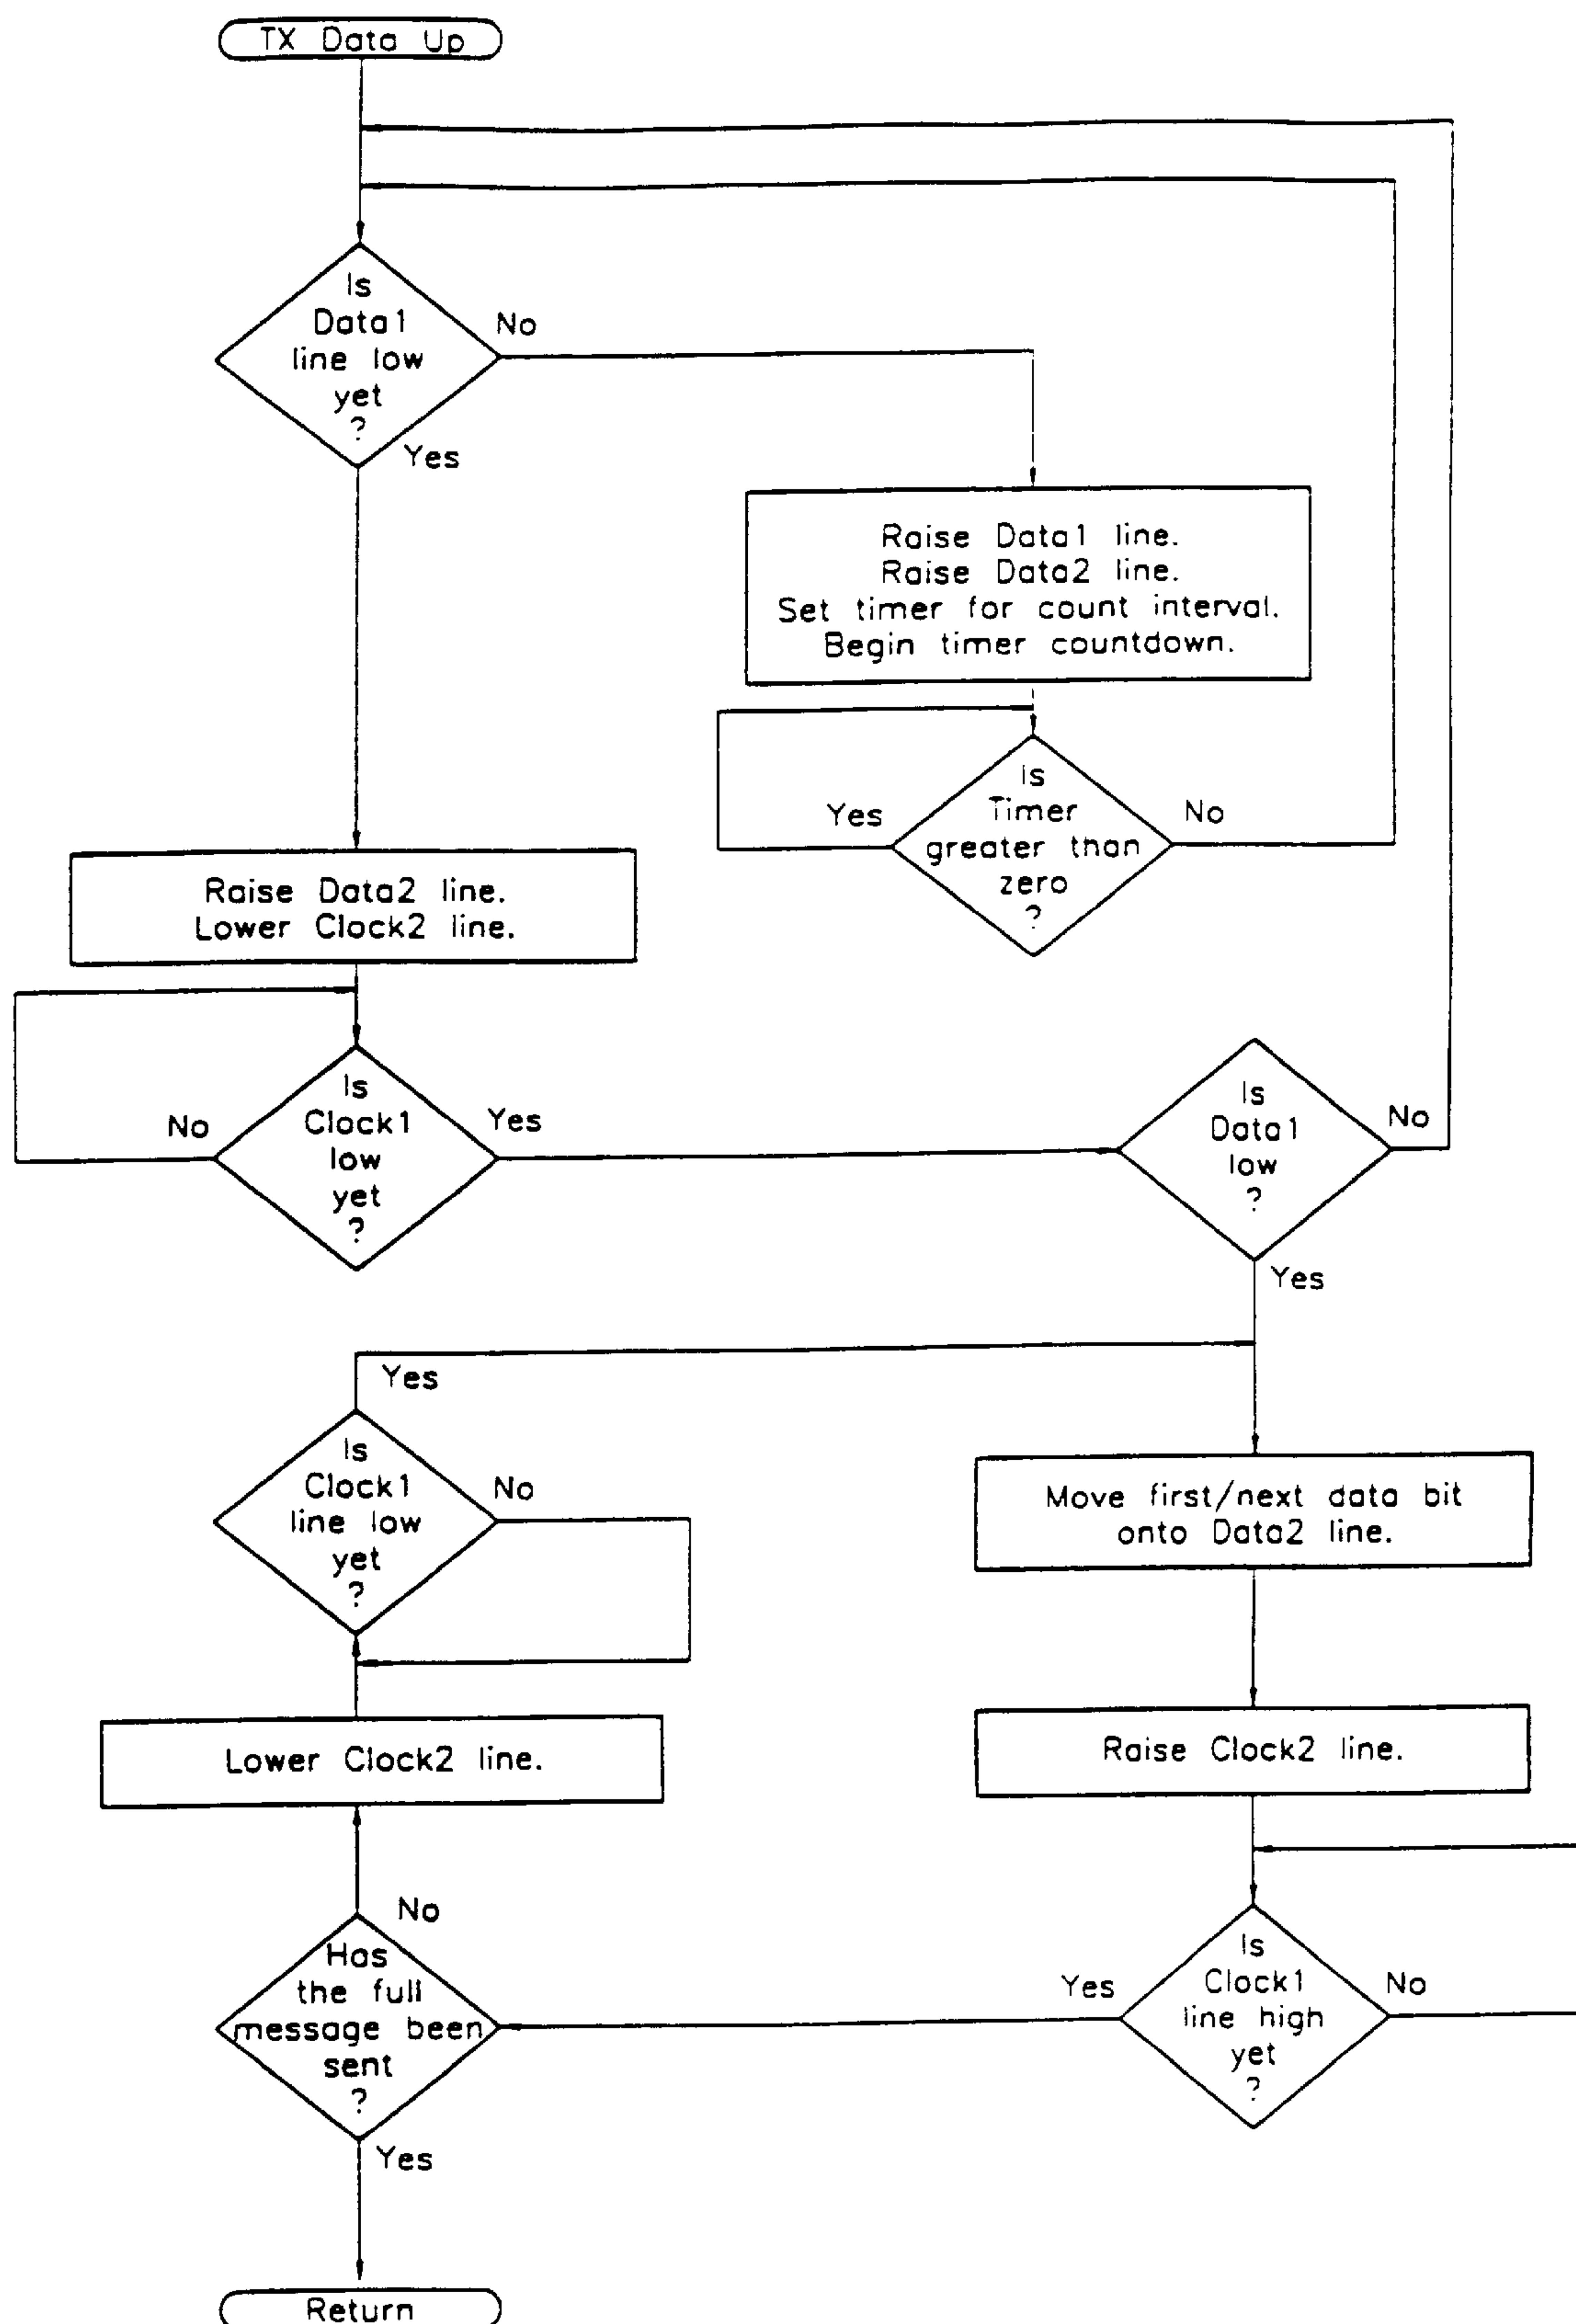 TX Data Up
Is
Data1
line low
yet
?
No
Yes
Raise Data1 line.
Raise Data2 line.
Set timer for count interval.
Begin timer countdown.
Is
Timer
greater than
zero
?
Yes
No
Raise Data2 line.
Lower Clock2 line.
Is
Clock1
low
yet
?
No
Yes
Is
Data1
low
?
No
Yes
Move first/next data bit
onto Data2 line.
Raise Clock2 line.
Is
Clock1
line high
yet
?
Yes
No
Has
the full
message been
sent
?
No
Yes
Lower Clock2 line.
Is
Clock1
line low
yet
?
No
Yes
Return